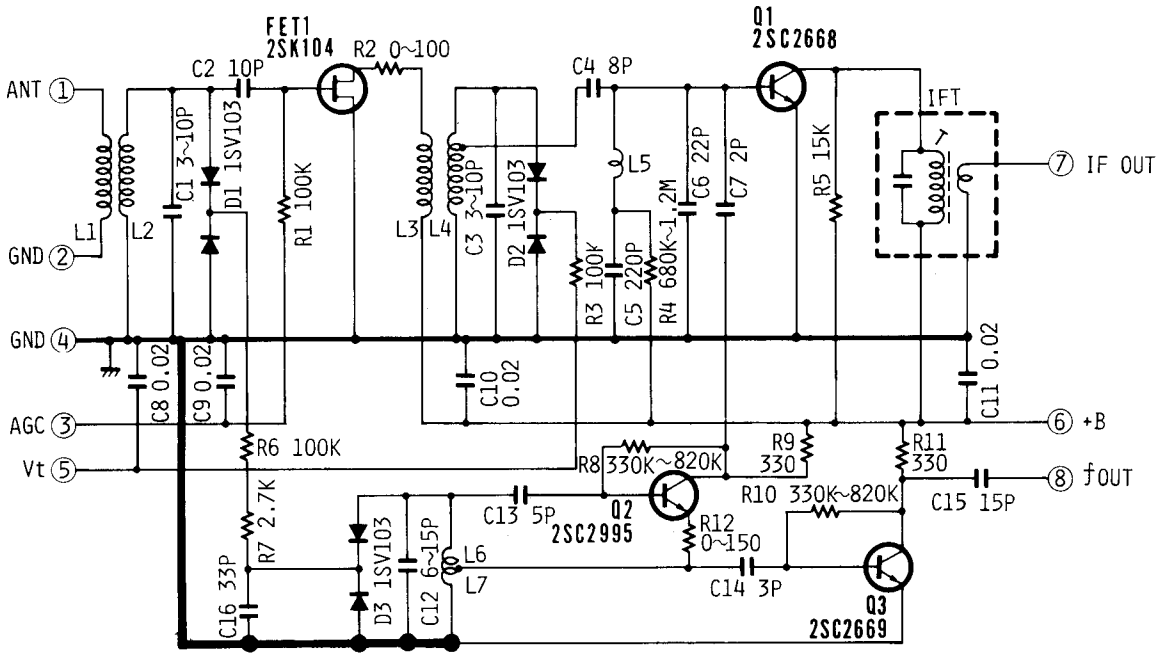 FET1
2SK104
R2 0~100
Q1
2SC2668
C2 10P
C4 8P
IFT
ANT ①
C1 3~10P
D1 1SV103
R1 100K
L1
L2
L3
L4
C3 3~10P
D2 1SV103
R3 100K
L5
C5 220P
R4 680K~1.2M
C6 22P
C7 2P
R5 15K
⑦ IF OUT
GND ②
GND ④
C8 0.02
C9 0.02
C10
0.02
C11 0.02
AGC ③
⑥ +B
Vt ⑤
R6 100K
R8
330K~820K
R9
330
R11
330
R10 330K~820K
⑧ fOUT
C15 15P
R7 2.7K
C13 5P
Q2
2SC2995
R12
0~150
C16 33P
D3 1SV103
C12 6~15P
L6
L7
C14 3P
Q3
2SC2669